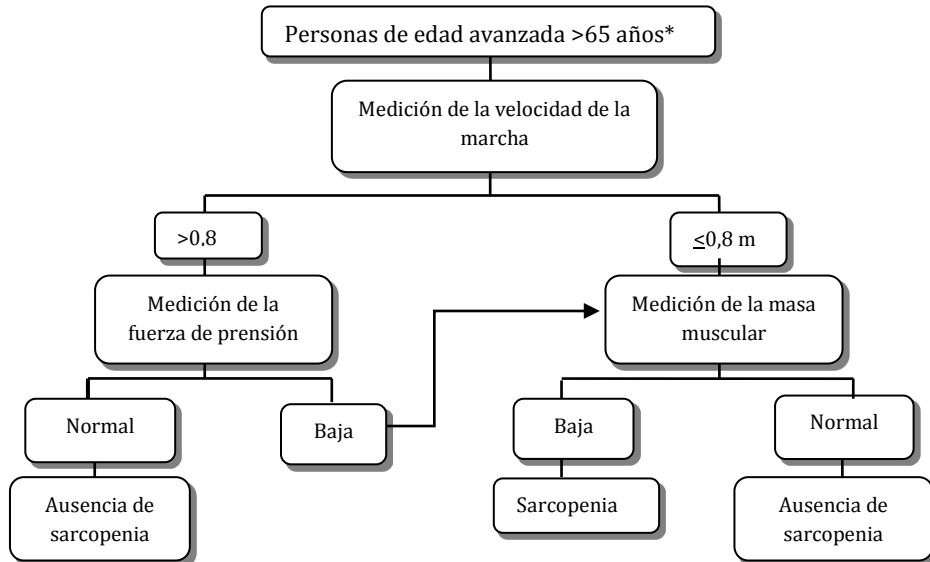 Personas de edad avanzada >65 años*
Medición de la velocidad de la
marcha
>0.8
≤0,8 m
Medición de la
fuerza de prensión
Medición de la masa
muscular
Normal
Baja
Baja
Normal
Ausencia de
sarcopenia
Sarcopenia
Ausencia de
sarcopenia